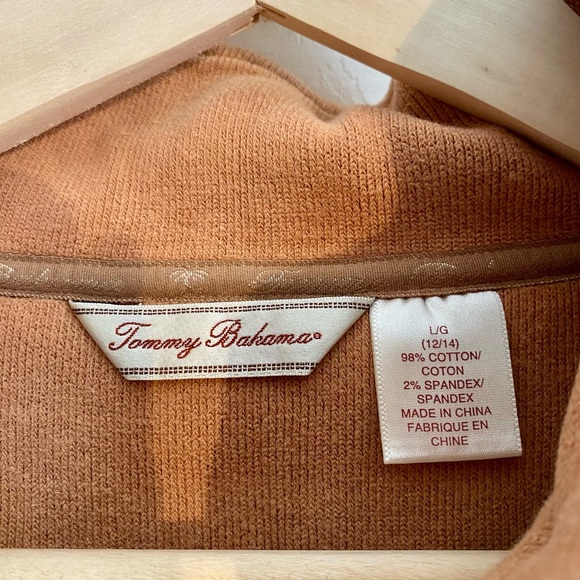 Tommy Bahama®
L/G
(12/14)
98% COTTON/
COTON
2% SPANDEX/
SPANDEX
MADE IN CHINA
FABRIQUE EN
CHINE